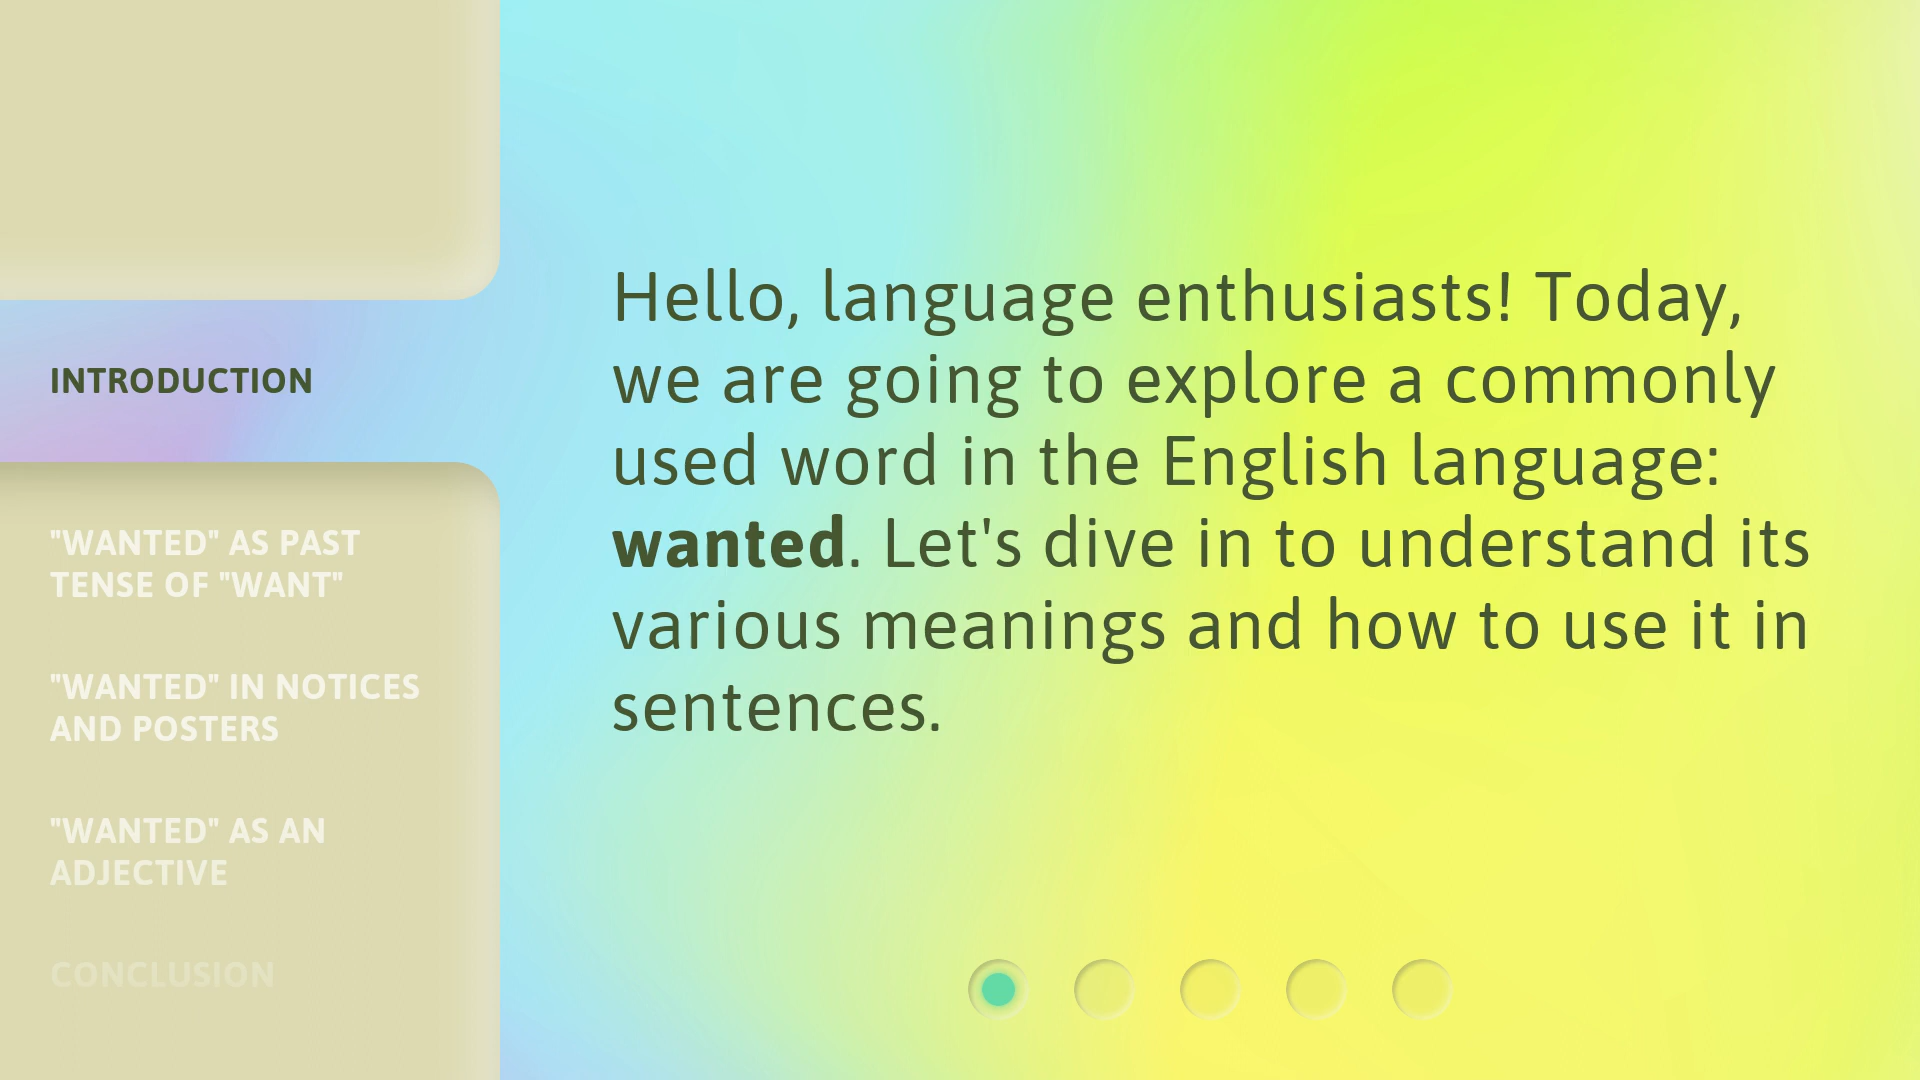 INTRODUCTION
"WANTED" AS PAST
TENSE OF "WANT"
"WANTED" IN NOTICES
AND POSTERS
"WANTED" AS AN
ADJECTIVE
CONCLUSION
Hello, language enthusiasts! Today,
we are going to explore a commonly
used word in the English language:
wanted. Let's dive in to understand its
various meanings and how to use it in
sentences.